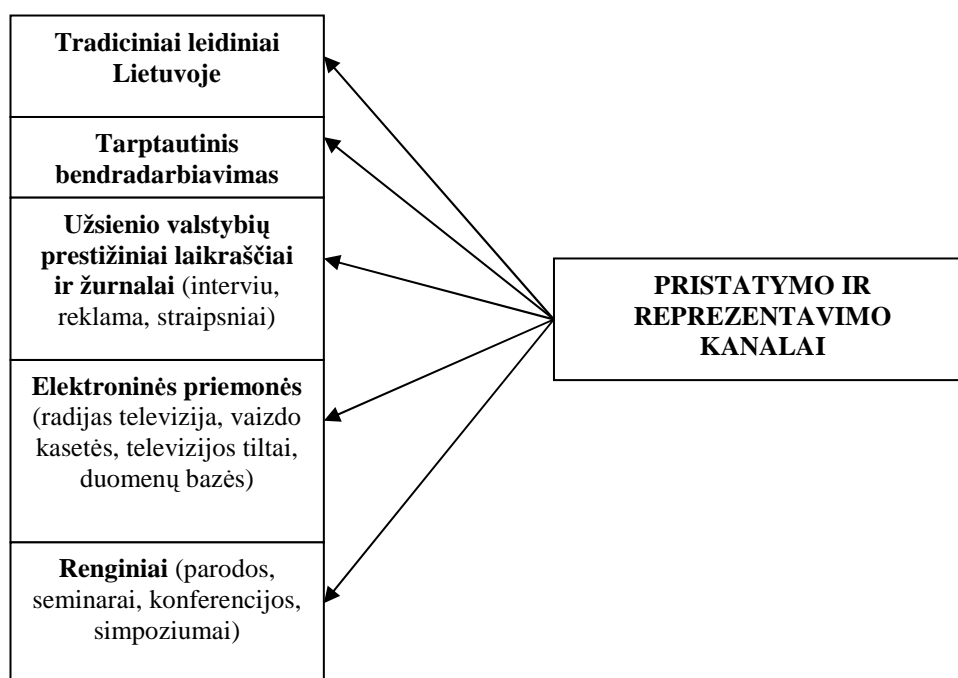 Tradiciniai leidiniai
Lietuvoje
Tarptautinis
bendradarbiavimas
Užsienio valstybių
prestižiniai laikraščiai
ir žurnalai (interviu,
reklama, straipsniai)
Elektroninės priemonės
(radijas televizija, vaizdo
kasetės, televizijos tiltai,
duomenų bazės)
Renginiai (parodos,
seminarai, konferencijos,
simpoziumai)
PRISTATYMO IR
REPREZENTAVIMO
KANALAI